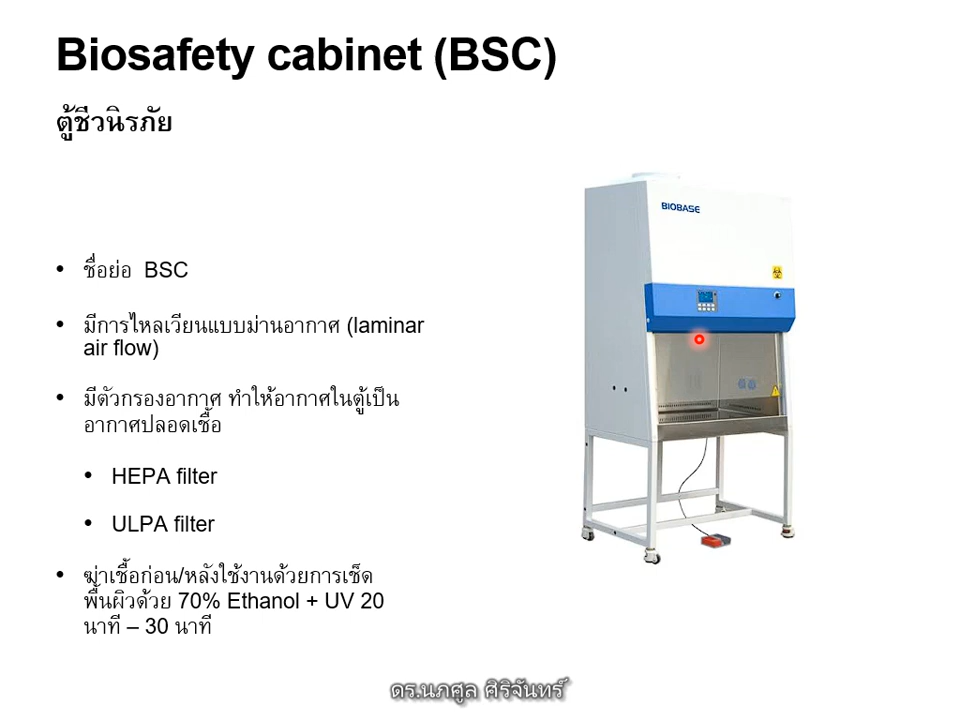 Biosafety cabinet (BSC)
ตู้ชีวนิรภัย
BIOBASE
• ชื่อย่อ BSC
• มีการไหลเวียนแบบม่านอากาศ (laminar
air flow)
• มีตัวกรองอากาศ ทำให้อากาศในตู้เป็น
อากาศปลอดเชื้อ
• HEPA filter
• ULPA filter
• ฆ่าเชื้อก่อน/หลังใช้งานด้วยการเช็ด
พื้นผิวด้วย 70% Ethanol + UV 20
นาที – 30 นาที
ดร.นภศูล ศิริจันทร์